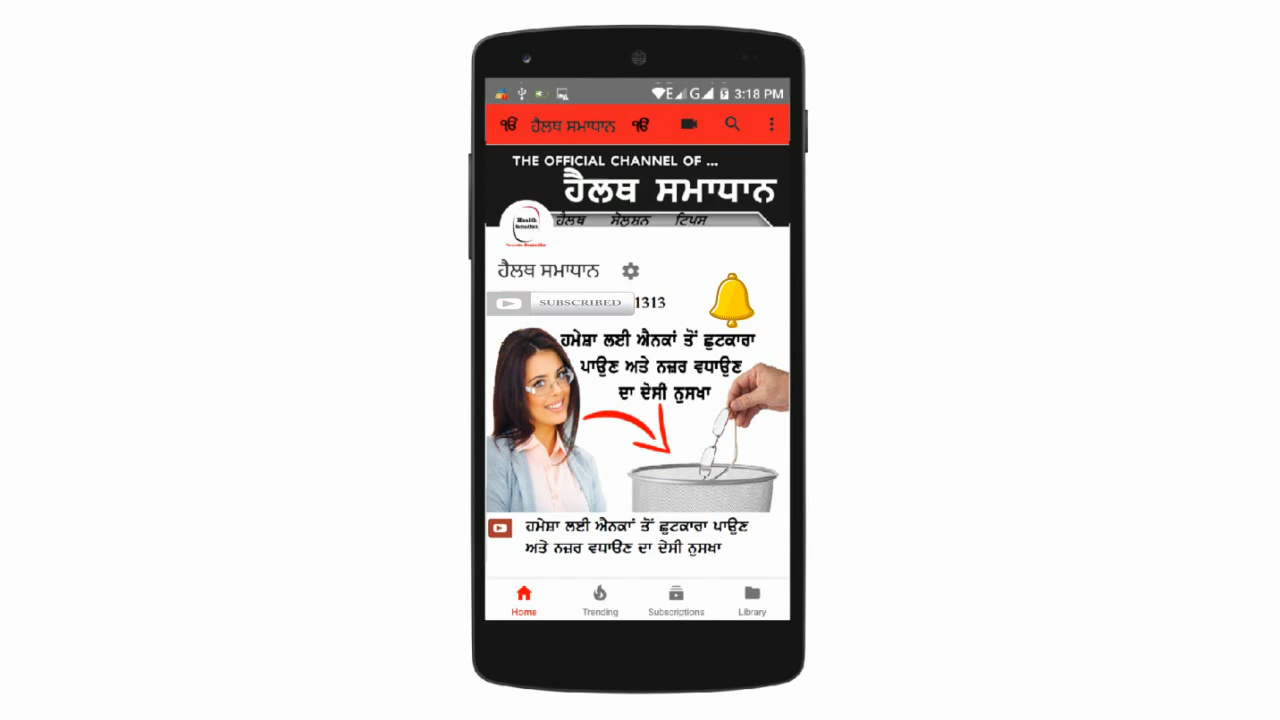 3:18 PM
ੴ ਹੈਲਥ ਸਮਾਧਾਨ ੴ
THE OFFICIAL CHANNEL OF ...
ਹੈਲਥ ਸਮਾਧਾਨ
ਹੈਲਥ ਸੋਲੂਸ਼ਨ ਟਿਪਸ
Health
ਹੈਲਥ ਸਮਾਧਾਨ
SUBSCRIBED 1313
ਹਮੇਸ਼ਾ ਲਈ ਐਨਕਾਂ ਤੋਂ ਛੁਟਕਾਰਾ
ਪਾਉਣ ਅਤੇ ਨਜ਼ਰ ਵਧਾਉਣ
ਦਾ ਦੇਸੀ ਨੁਸਖਾ
ਹਮੇਸ਼ਾ ਲਈ ਐਨਕਾਂ ਤੋਂ ਛੁਟਕਾਰਾ ਪਾਉਣ
ਅਤੇ ਨਜ਼ਰ ਵਧਾਉਣ ਦਾ ਦੇਸੀ ਨੁਸਖਾ
Home Trending Subscriptions Library